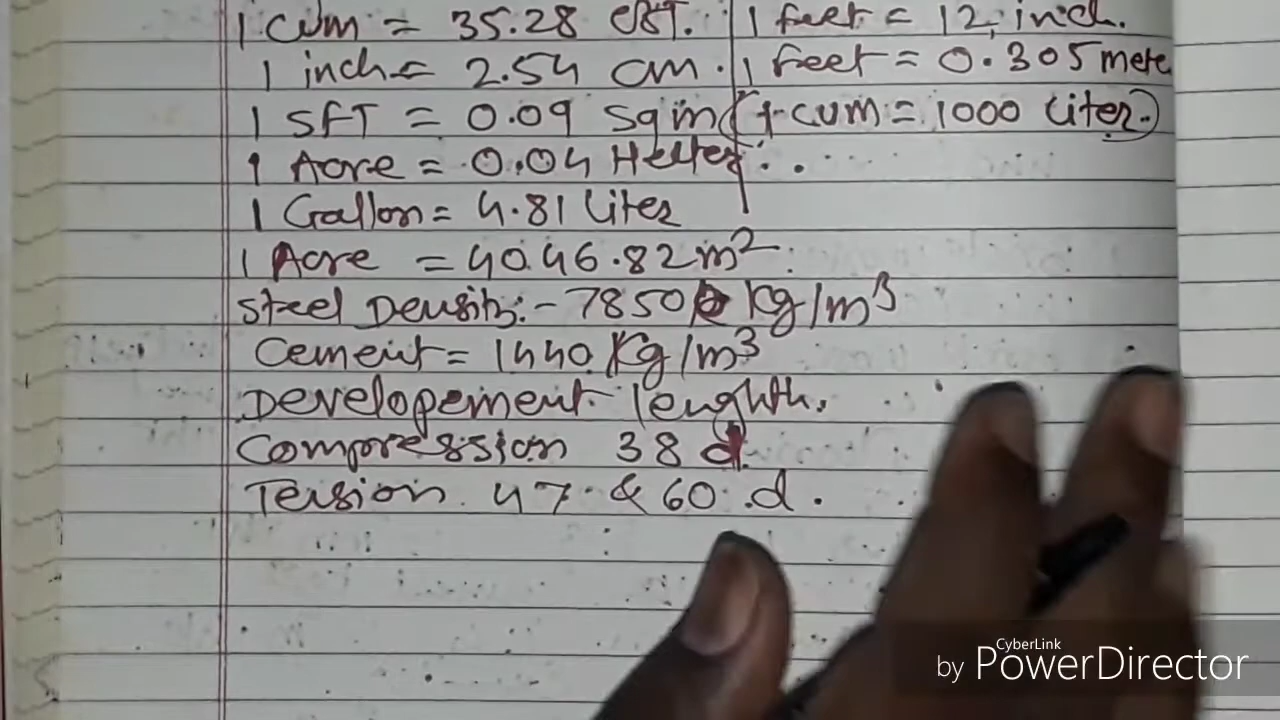 1 Cum = 35.28 CFT. 1 feet = 12 inch.
1 inch = 2.54 cm. 1 feet = 0.305 mete
1 SFT = 0.09 Sqm 1 cum = 1000 Liter.
1 Acre = 0.04 Hecter
1 Gallon = 4.81 Liter
1 Acre = 4046.82 m²
Steel Density:- 7850 kg/m³
Cement = 1440 Kg/m³
Developement lenghth.
Compression 38 d
Tension 47 & 60 d.
CyberLink
by PowerDirector